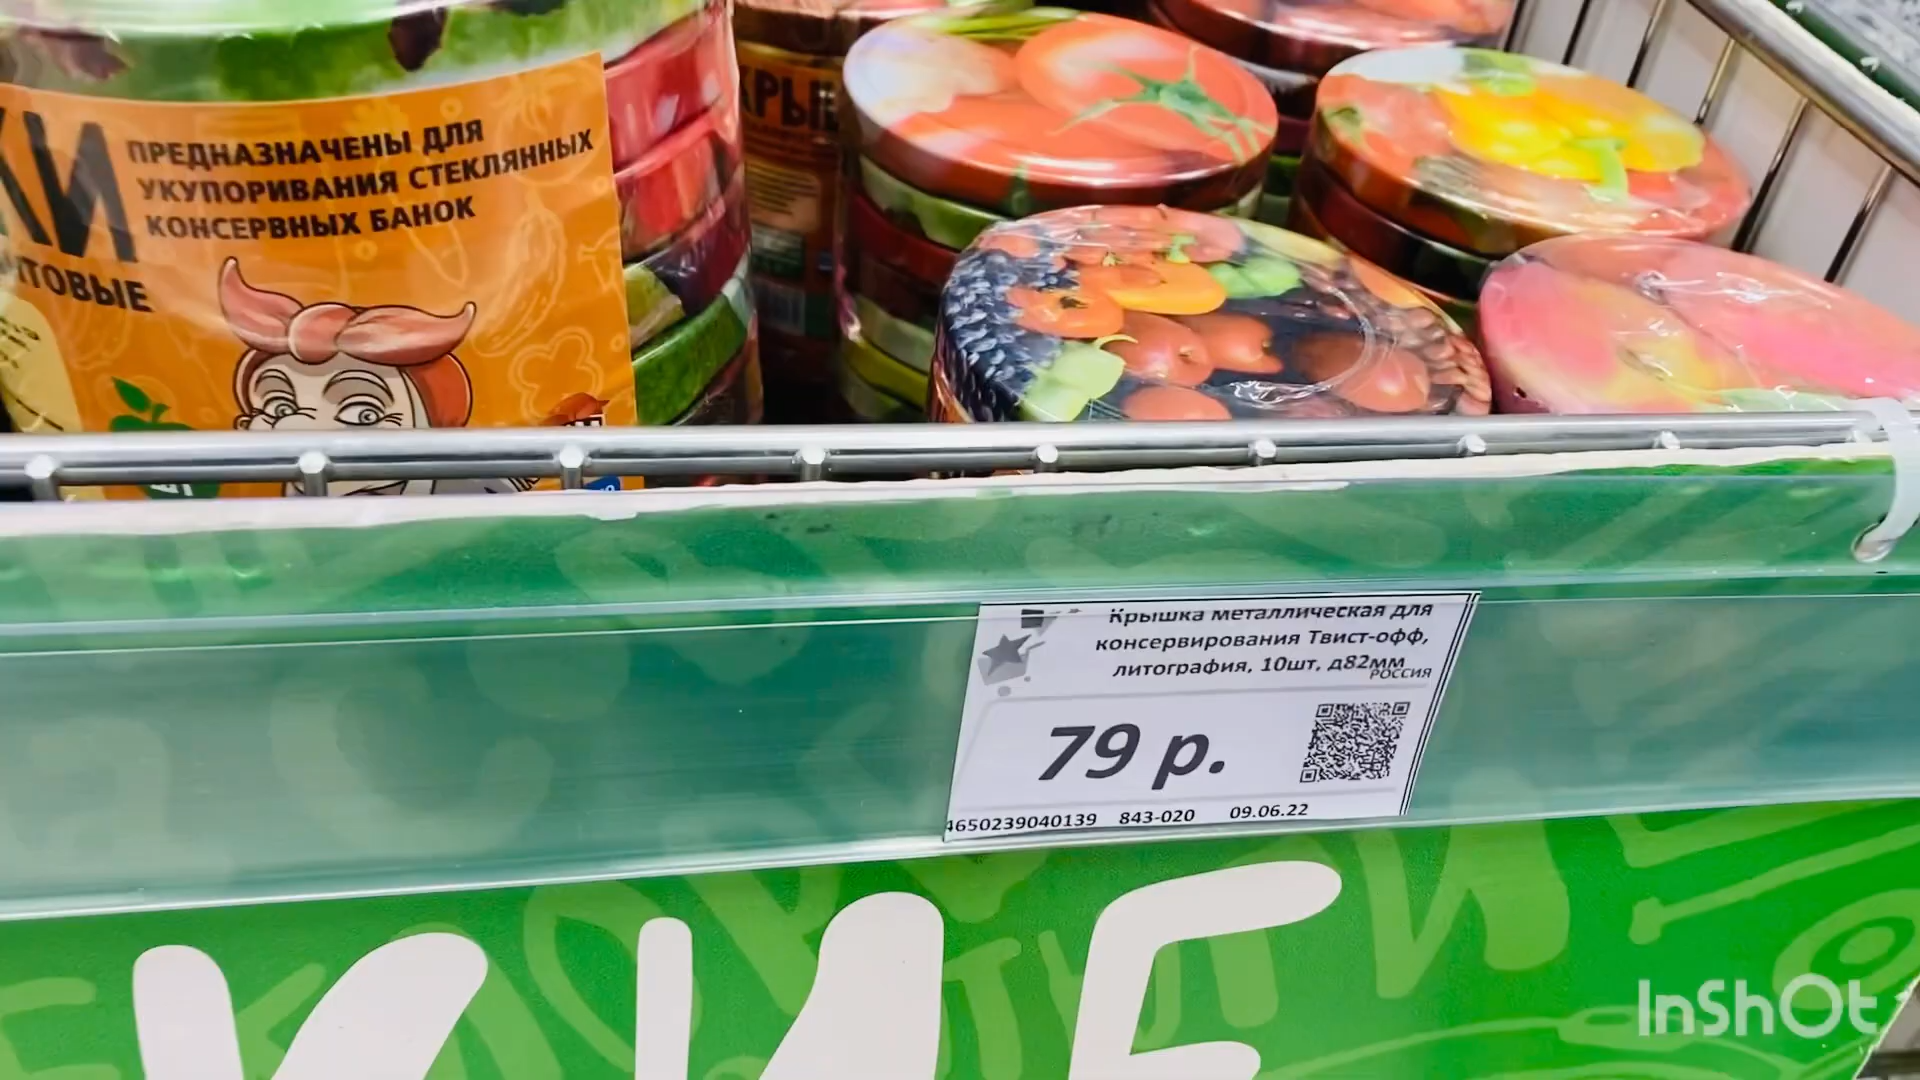 ПРЕДНАЗНАЧЕНЫ ДЛЯ
УКУПОРИВАНИЯ СТЕКЛЯННЫХ
КОНСЕРВНЫХ БАНОК
Крышка металлическая для
консервирования Твист-офф,
литография, 10шт, д82мм
РОССИЯ
79 р.
4650239040139 843-020 09.06.22
InShOt